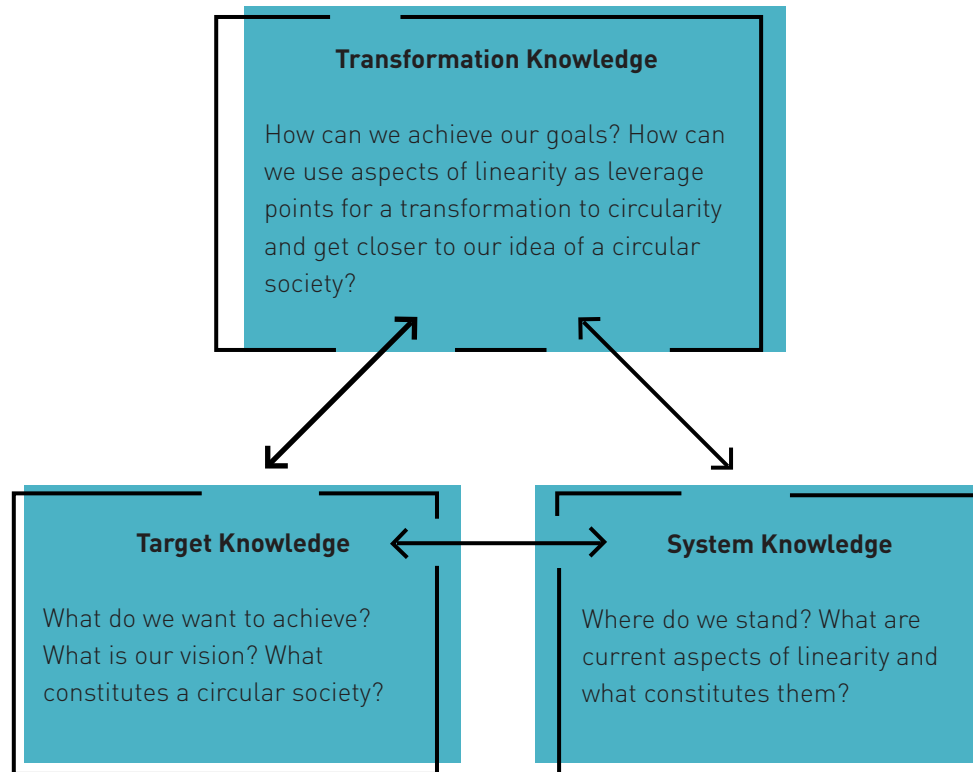 Transformation Knowledge
How can we achieve our goals? How can
we use aspects of linearity as leverage
points for a transformation to circularity
and get closer to our idea of a circular
society?
Target Knowledge
What do we want to achieve?
What is our vision? What
constitutes a circular society?
System Knowledge
Where do we stand? What are
current aspects of linearity and
what constitutes them?